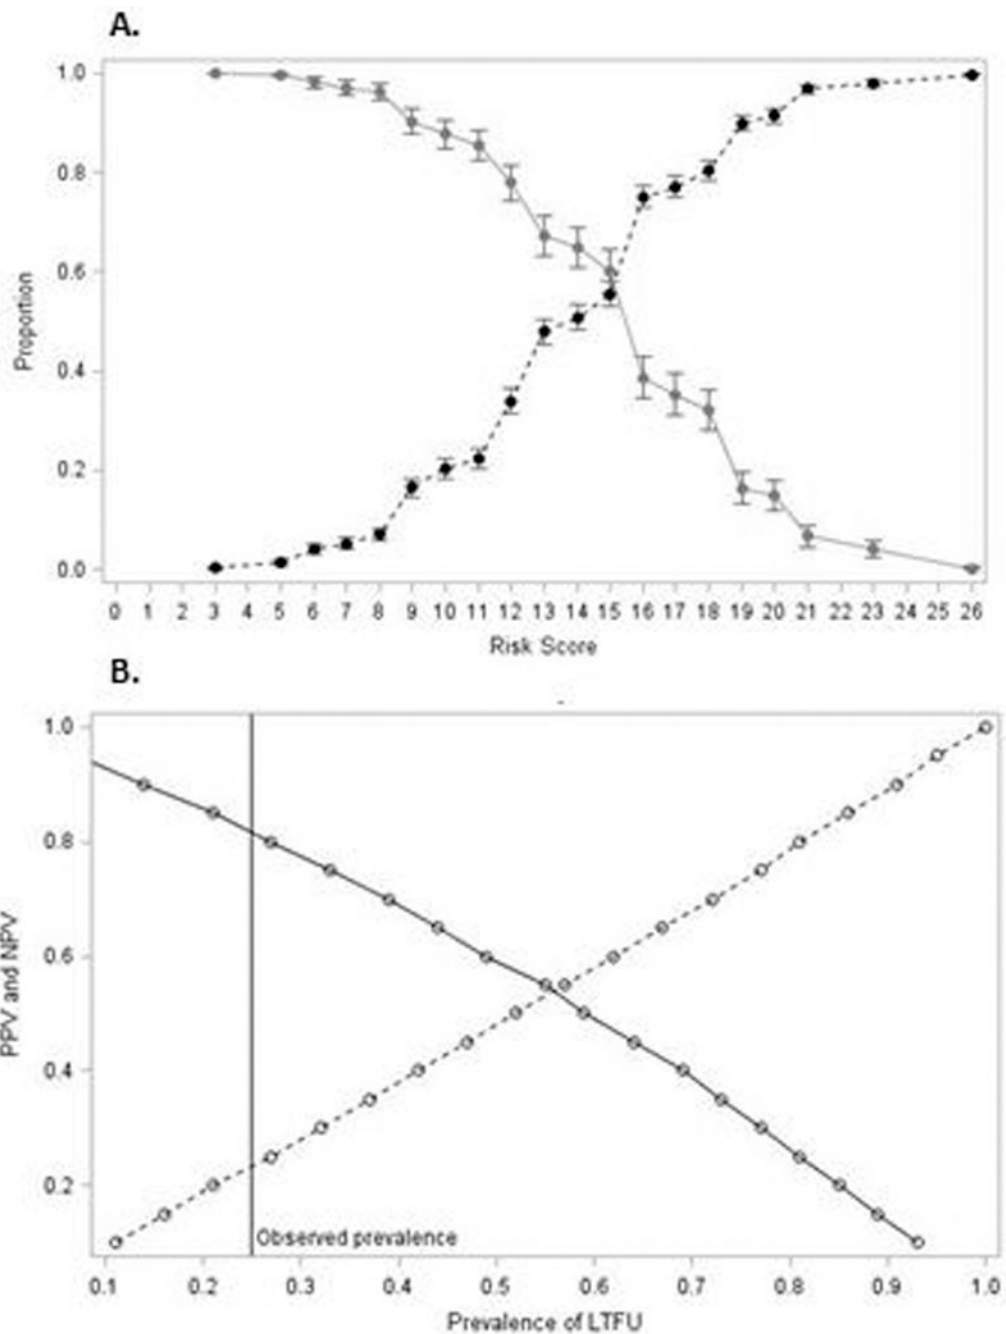 A.
1.0
0.8
0.6
0.4
0.2
0.0
Proportion
0 1 2 3 4 5 6 7 8 9 10 11 12 13 14 15 16 17 18 19 20 21 22 23 24 25 26
Risk Score
B.
1.0
0.8
0.6
0.4
0.2
PPV and NPV
Observed prevalence
0.1 0.2 0.3 0.4 0.5 0.6 0.7 0.8 0.9 1.0
Prevalence of LTFU